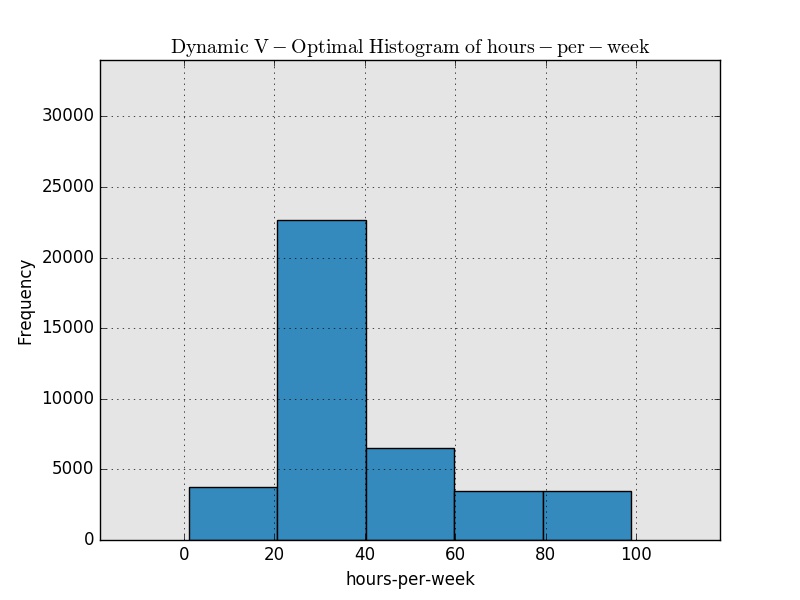 Dynamic V − Optimal Histogram of hours − per − week
30000
25000
20000
15000
10000
5000
0
Frequency
0 20 40 60 80 100
hours-per-week